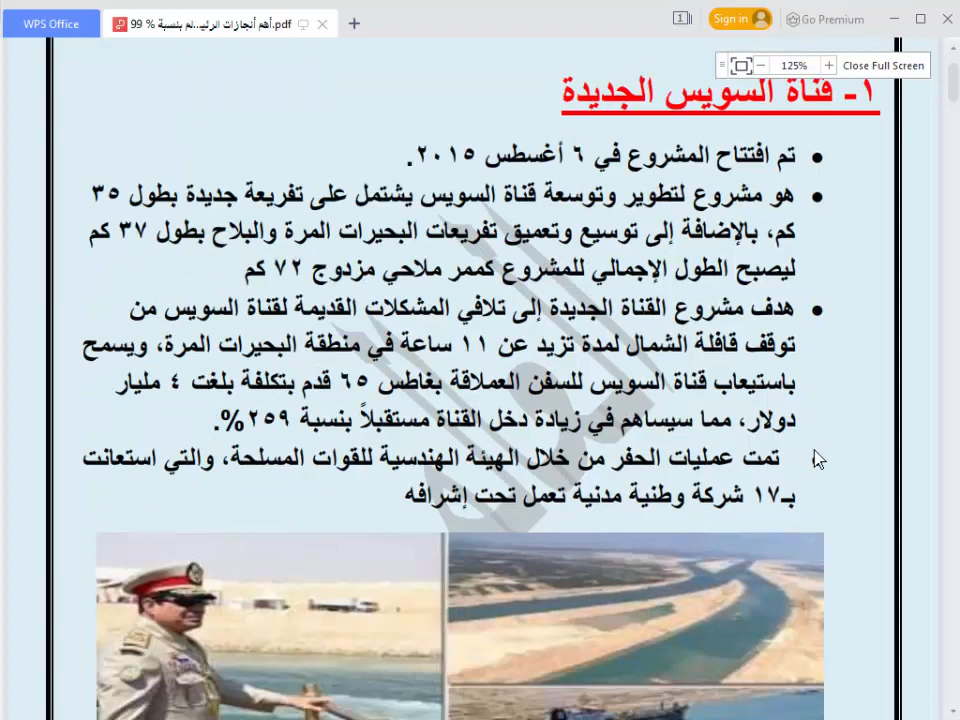 WPS Office
أهم أنجازات الرئيـ...لم بنسبة % 99.pdf
1
Sign in
Go Premium
125%
Close Full Screen
١- قناة السويس الجديدة
تم افتتاح المشروع في ٦ أغسطس ٢٠١٥.
هو مشروع لتطوير وتوسعة قناة السويس يشتمل على تفريعة جديدة بطول ٣٥
كم، بالإضافة إلى توسيع وتعميق تفريعات البحيرات المرة والبلاح بطول ٣٧ كم
ليصبح الطول الإجمالي للمشروع كممر ملاحي مزدوج ٧٢ كم
هدف مشروع القناة الجديدة إلى تلافي المشكلات القديمة لقناة السويس من
توقف قافلة الشمال لمدة تزيد عن ١١ ساعة في منطقة البحيرات المرة، ويسمح
باستيعاب قناة السويس للسفن العملاقة بغاطس ٦٥ قدم بتكلفة بلغت ٤ مليار
دولار، مما سيساهم في زيادة دخل القناة مستقبلاً بنسبة ٢٥٩%.
تمت عمليات الحفر من خلال الهيئة الهندسية للقوات المسلحة، والتي استعانت
بـ١٧ شركة وطنية مدنية تعمل تحت إشرافه